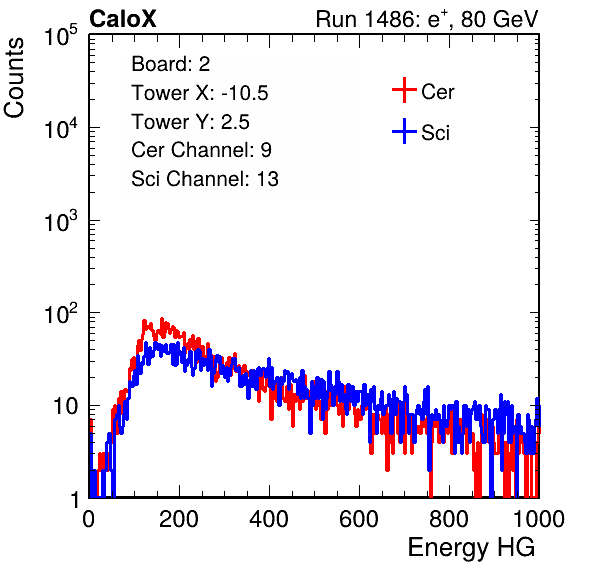 CaloX Run 1486: e⁺, 80 GeV
Counts
10⁵
10⁴
10³
10²
10
1
Board: 2
Tower X: -10.5
Tower Y: 2.5
Cer Channel: 9
Sci Channel: 13
Cer
Sci
0 200 400 600 800 1000
Energy HG